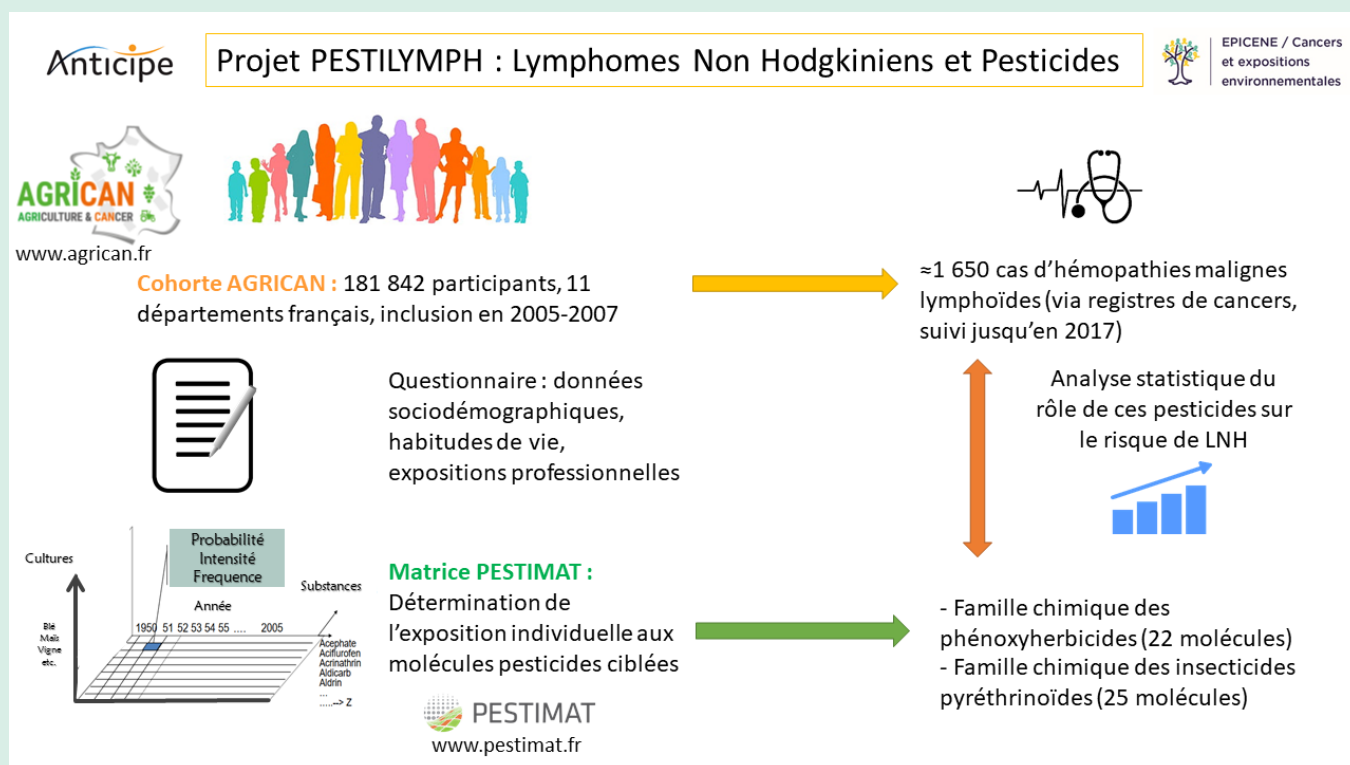 Anticipe
Projet PESTILYMPH : Lymphomes Non Hodgkiniens et Pesticides
EPICENE / Cancers
et expositions
environnementales
AGRICAN
AGRICULTURE & CANCER
www.agrican.fr
Cohorte AGRICAN : 181 842 participants, 11
départements français, inclusion en 2005-2007
≈1 650 cas d'hémopathies malignes
lymphoïdes (via registres de cancers,
suivi jusqu'en 2017)
Questionnaire : données
sociodémographiques,
habitudes de vie,
expositions professionnelles
Analyse statistique du
rôle de ces pesticides sur
le risque de LNH
Probabilité
Intensité
Frequence
Cultures
Substances
Année
1950 51 52 53 54 55 .... 2005
Blé
Maïs
Vigne
etc.
Acephate
Aciflurofen
Acrinathrin
Aldicarb
Aldrin
...
.....--> Z
Matrice PESTIMAT :
Détermination de
l'exposition individuelle aux
molécules pesticides ciblées
PESTIMAT
www.pestimat.fr
- Famille chimique des
phénoxyherbicides (22 molécules)
- Famille chimique des insecticides
pyréthrinoïdes (25 molécules)